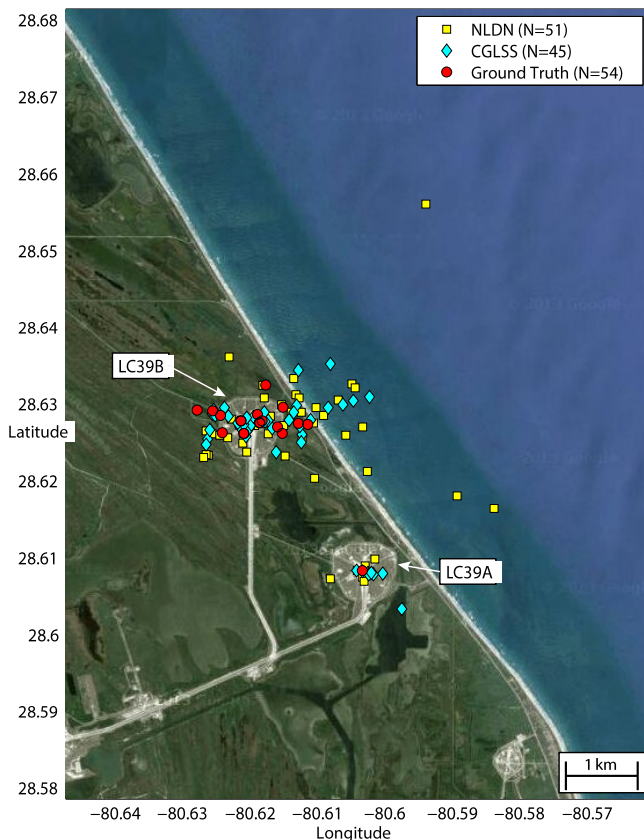 28.68
NLDN (N=51)
CGLSS (N=45)
Ground Truth (N=54)
28.67
28.66
28.65
28.64
LC39B
28.63
Latitude
28.62
28.61
LC39A
28.6
28.59
1 km
28.58
−80.64 −80.63 −80.62 −80.61 −80.6 −80.59 −80.58 −80.57
Longitude